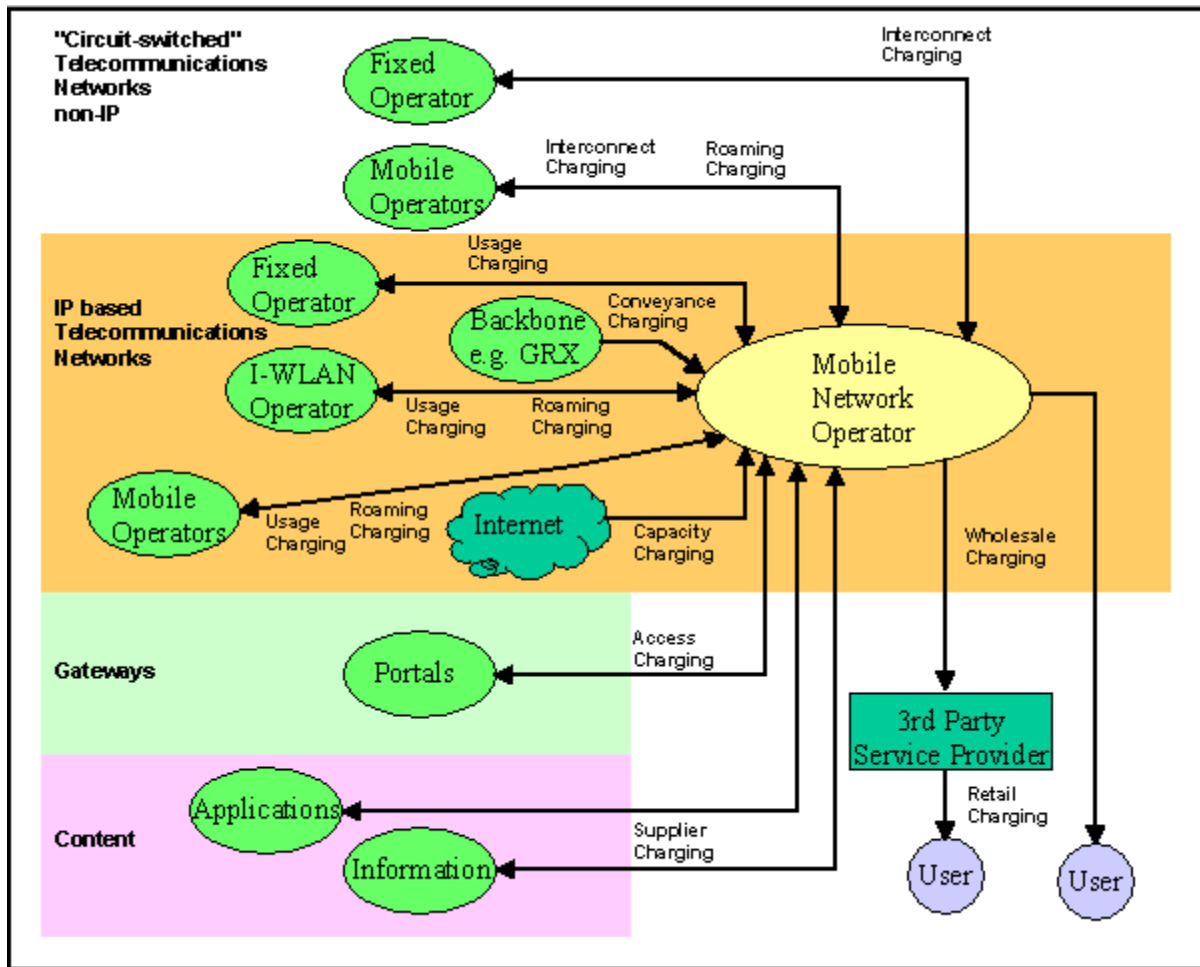 "Circuit-switched"
Telecommunications
Networks
non-IP
Fixed
Operator
Interconnect
Charging
Mobile
Operators
Interconnect
Charging
Roaming
Charging
IP based
Telecommunications
Networks
Fixed
Operator
Usage
Charging
Backbone
e.g. GRX
Conveyance
Charging
I-WLAN
Operator
Usage
Charging
Roaming
Charging
Mobile
Network
Operator
Mobile
Operators
Usage
Charging
Roaming
Charging
Internet
Capacity
Charging
Wholesale
Charging
Gateways
Portals
Access
Charging
3rd Party
Service Provider
Content
Applications
Information
Supplier
Charging
Retail
Charging
User
User